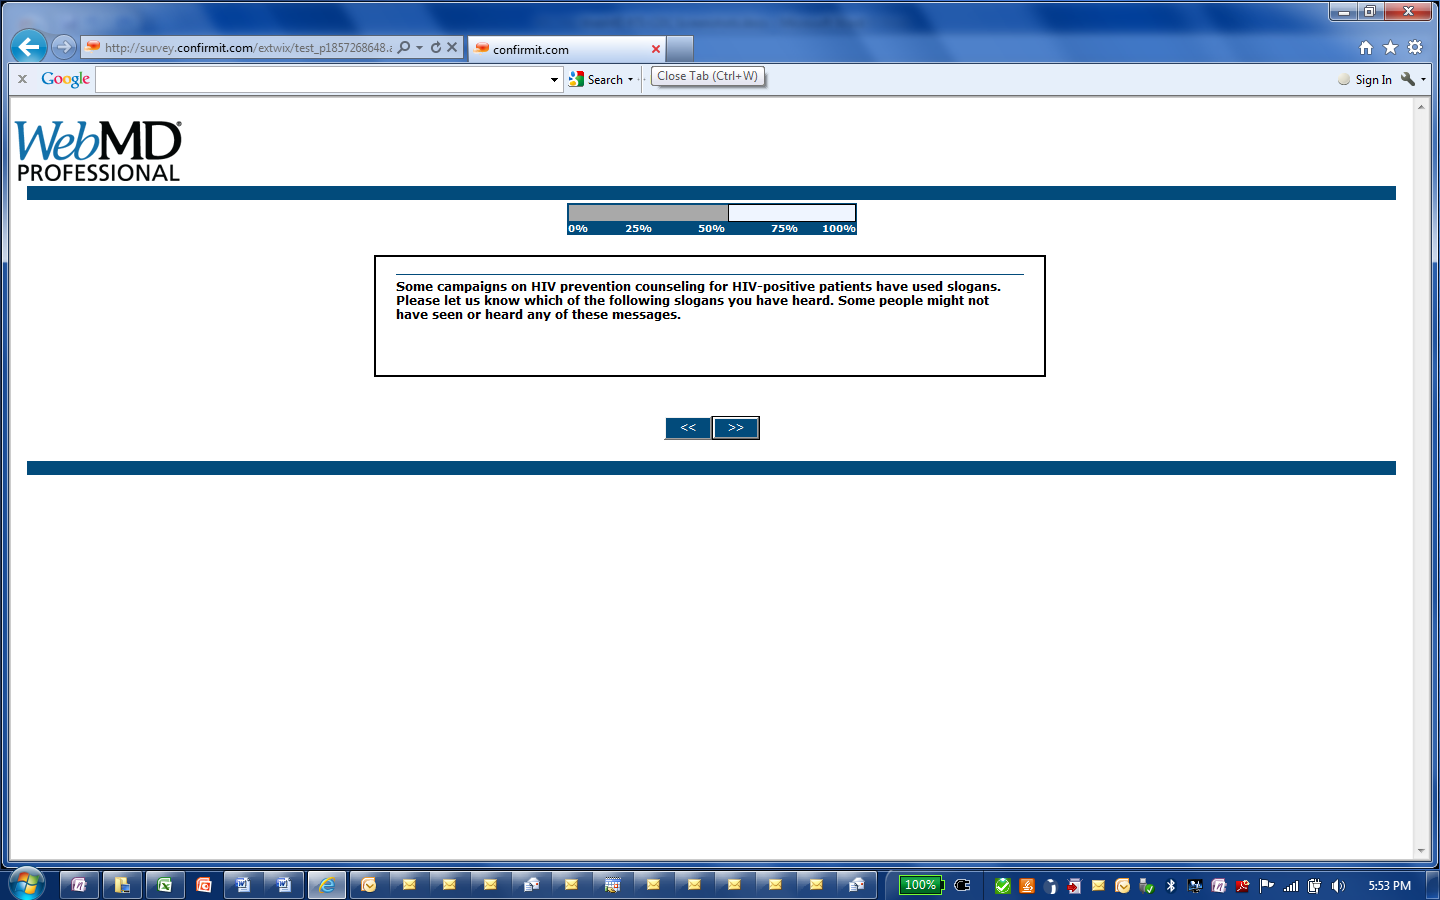 http://survey.confirmit.com/extwix/test_p1857268648.a
confirmit.com
x Google Search Close Tab (Ctrl+W) Sign In
WebMD®
PROFESSIONAL
0% 25% 50% 75% 100%
Some campaigns on HIV prevention counseling for HIV-positive patients have used slogans.
Please let us know which of the following slogans you have heard. Some people might not
have seen or heard any of these messages.
<< >>
100% 5:53 PM